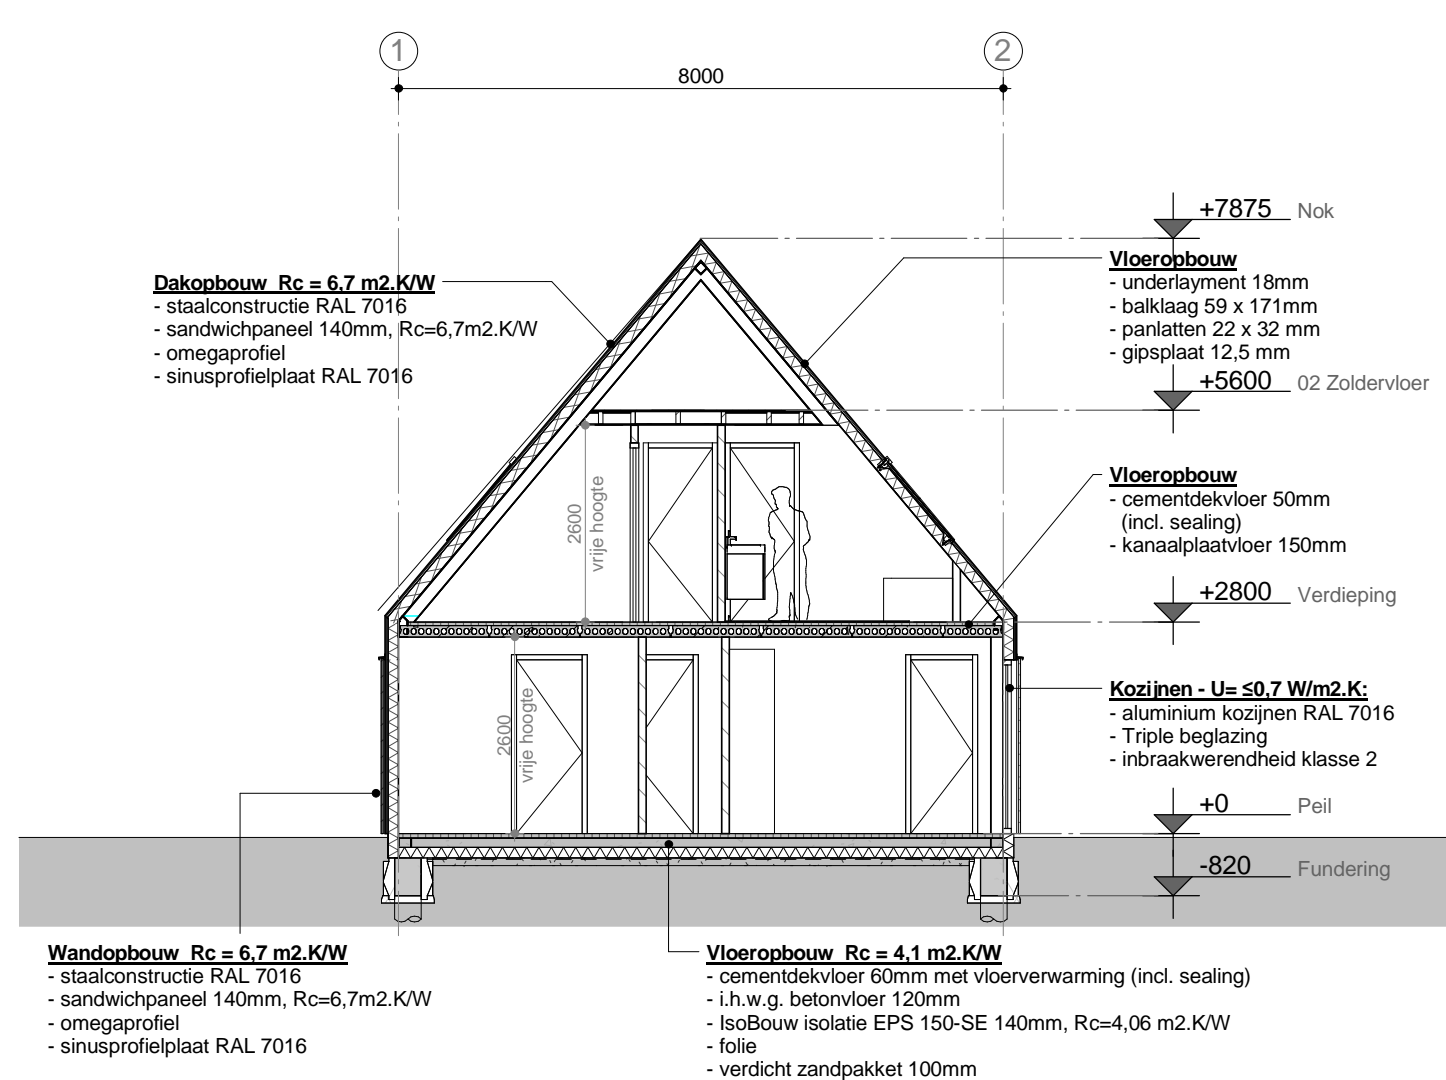 1
2
8000
+7875 Nok
Dakopbouw Rc = 6,7 m2.K/W
- staalconstructie RAL 7016
- sandwichpaneel 140mm, Rc=6,7m2.K/W
- omegaprofiel
- sinusprofielplaat RAL 7016
Vloeropbouw
- underlayment 18mm
- balklaag 59 x 171mm
- panlatten 22 x 32 mm
- gipsplaat 12,5 mm
+5600 02 Zoldervloer
2600
vrije hoogte
Vloeropbouw
- cementdekvloer 50mm
(incl. sealing)
- kanaalplaatvloer 150mm
+2800 Verdieping
2600
vrije hoogte
Kozijnen - U= ≤0,7 W/m2.K:
- aluminium kozijnen RAL 7016
- Triple beglazing
- inbraakwerendheid klasse 2
+0 Peil
-820 Fundering
Wandopbouw Rc = 6,7 m2.K/W
- staalconstructie RAL 7016
- sandwichpaneel 140mm, Rc=6,7m2.K/W
- omegaprofiel
- sinusprofielplaat RAL 7016
Vloeropbouw Rc = 4,1 m2.K/W
- cementdekvloer 60mm met vloerverwarming (incl. sealing)
- i.h.w.g. betonvloer 120mm
- IsoBouw isolatie EPS 150-SE 140mm, Rc=4,06 m2.K/W
- folie
- verdicht zandpakket 100mm